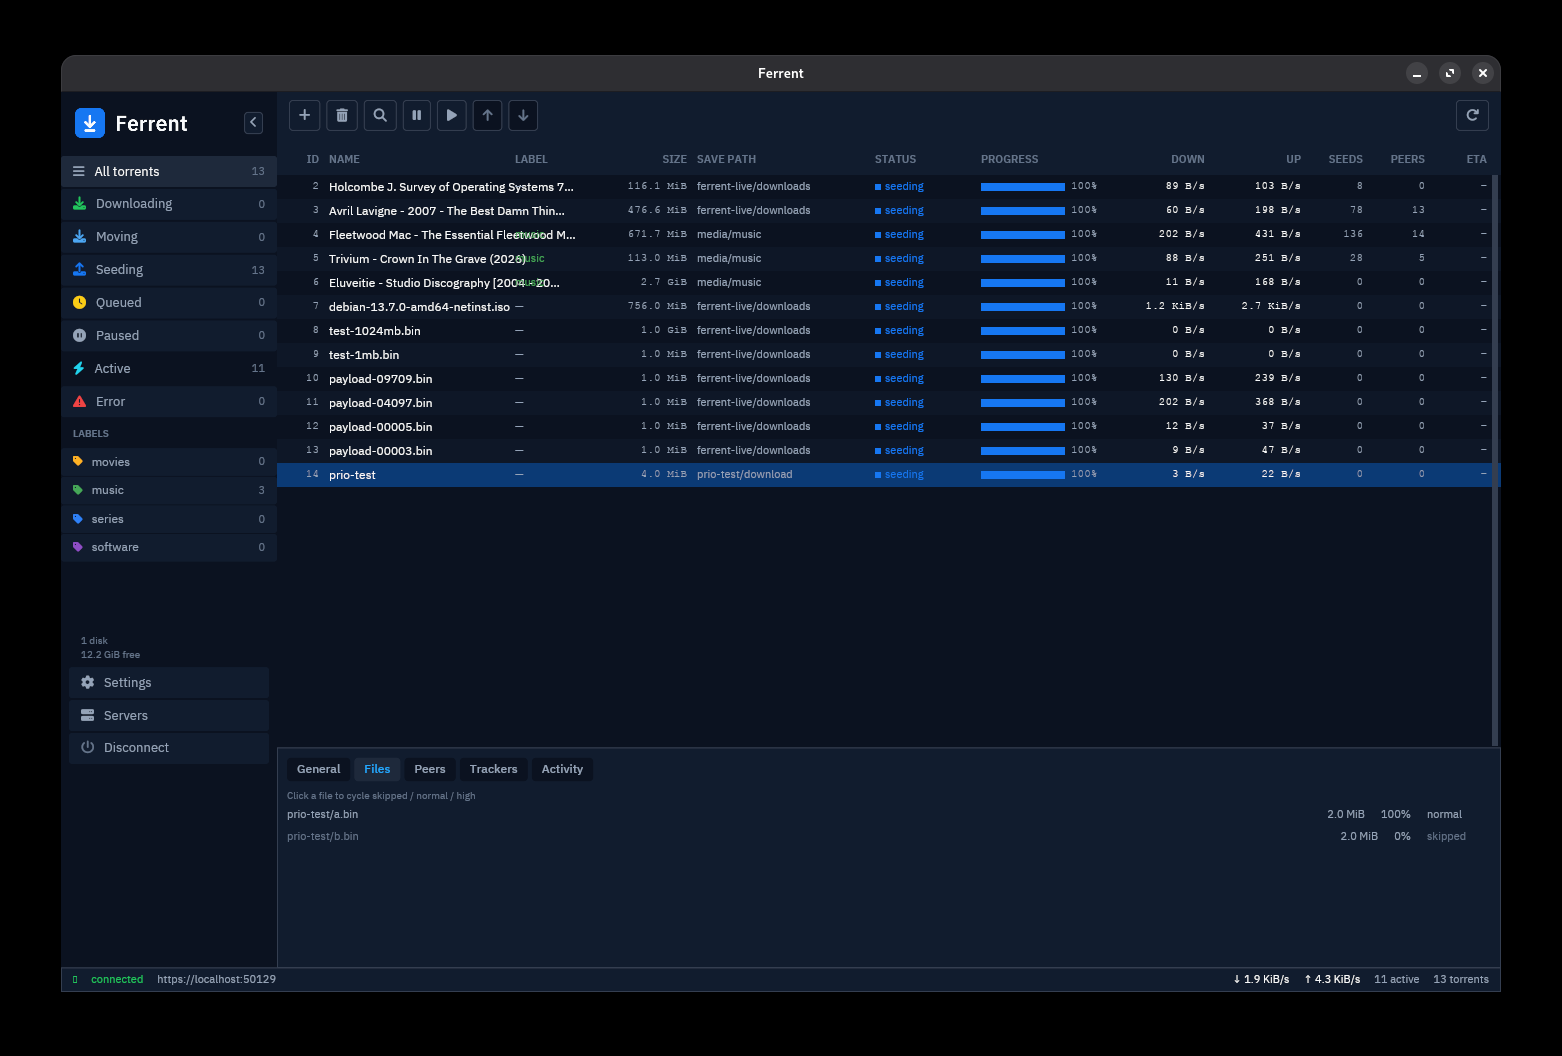 Ferrent
Ferrent
All torrents 13
Downloading 0
Moving 0
Seeding 13
Queued 0
Paused 0
Active 11
Error 0
LABELS
movies 0
music 3
series 0
software 0
1 disk
12.2 GiB free
Settings
Servers
Disconnect
ID NAME LABEL SIZE SAVE PATH STATUS PROGRESS DOWN UP SEEDS PEERS ETA
2 Holcombe J. Survey of Operating Systems 7... 116.1 MiB ferrent-live/downloads seeding 100% 89 B/s 103 B/s 8 0 —
3 Avril Lavigne - 2007 - The Best Damn Thin... 476.6 MiB ferrent-live/downloads seeding 100% 60 B/s 198 B/s 78 13 —
4 Fleetwood Mac - The Essential Fleetwood M... music 671.7 MiB media/music seeding 100% 202 B/s 431 B/s 136 14 —
5 Trivium - Crown In The Grave (2026) music 113.0 MiB media/music seeding 100% 88 B/s 251 B/s 28 5 —
6 Eluveitie - Studio Discography [2004 - 20... music 2.7 GiB media/music seeding 100% 11 B/s 168 B/s 0 0 —
7 debian-13.7.0-amd64-netinst.iso — 756.0 MiB ferrent-live/downloads seeding 100% 1.2 KiB/s 2.7 KiB/s 0 0 —
8 test-1024mb.bin — 1.0 GiB ferrent-live/downloads seeding 100% 0 B/s 0 B/s 0 0 —
9 test-1mb.bin — 1.0 MiB ferrent-live/downloads seeding 100% 0 B/s 0 B/s 0 0 —
10 payload-09709.bin — 1.0 MiB ferrent-live/downloads seeding 100% 130 B/s 239 B/s 0 0 —
11 payload-04097.bin — 1.0 MiB ferrent-live/downloads seeding 100% 202 B/s 368 B/s 0 0 —
12 payload-00005.bin — 1.0 MiB ferrent-live/downloads seeding 100% 12 B/s 37 B/s 0 0 —
13 payload-00003.bin — 1.0 MiB ferrent-live/downloads seeding 100% 9 B/s 47 B/s 0 0 —
14 prio-test — 4.0 MiB prio-test/download seeding 100% 3 B/s 22 B/s 0 0 —
General Files Peers Trackers Activity
Click a file to cycle skipped / normal / high
prio-test/a.bin 2.0 MiB 100% normal
prio-test/b.bin 2.0 MiB 0% skipped
connected https://localhost:50129 ↓ 1.9 KiB/s ↑ 4.3 KiB/s 11 active 13 torrents